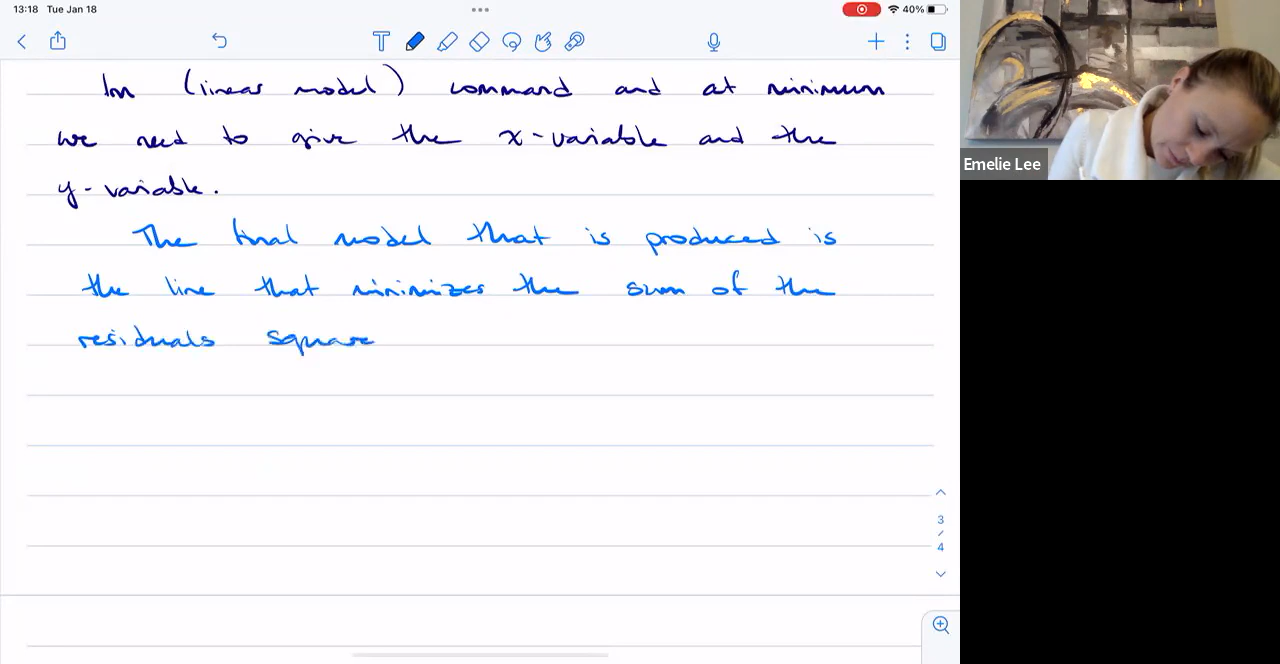 13:18 Tue Jan 18
40%
lm (linear model) command and at minimum
we need to give the x-variable and the
y-variable.
The final model that is produced is
the line that minimizes the sum of the
residuals square
3
/
4
Emelie Lee